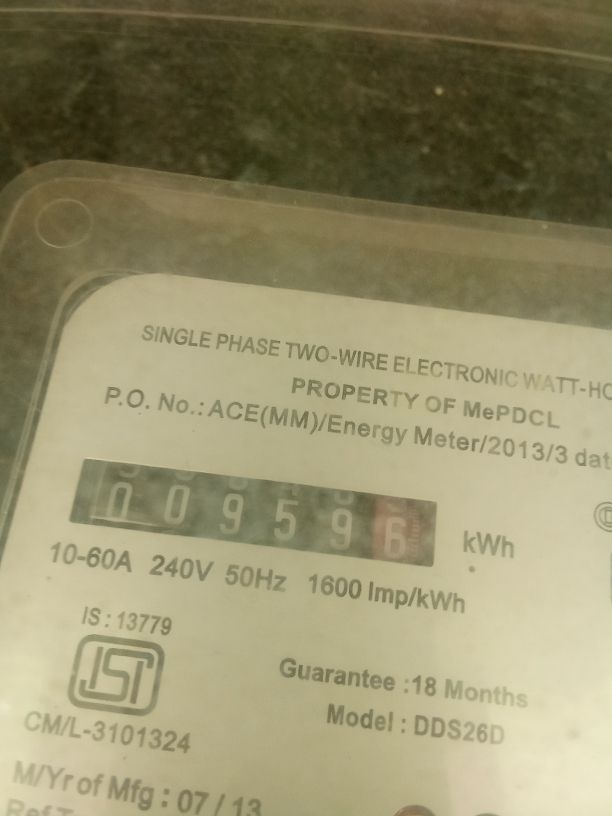 SINGLE PHASE TWO-WIRE ELECTRONIC WATT-HO
PROPERTY OF MePDCL
P.O. No.: ACE(MM)/Energy Meter/2013/3 dat
009596 kWh
10-60A 240V 50Hz 1600 Imp/kWh
IS : 13779
ISI
Guarantee : 18 Months
CM/L-3101324
Model : DDS26D
M/Yr of Mfg : 07 / 13